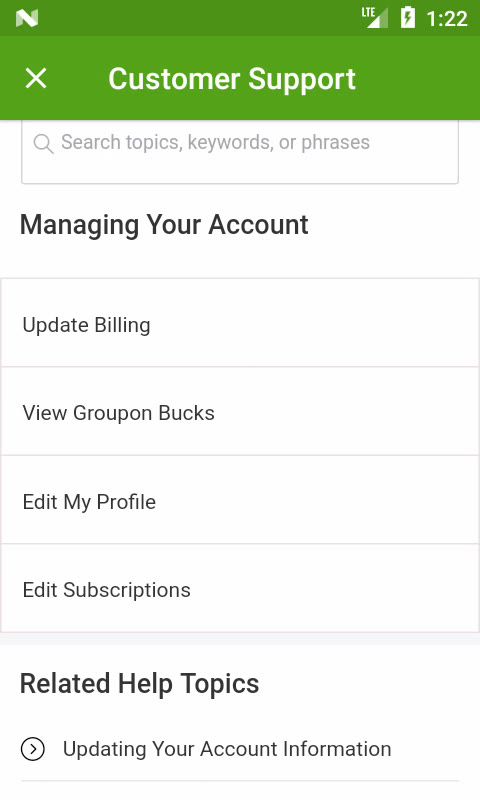 LTE 1:22
Customer Support
Search topics, keywords, or phrases
Managing Your Account
Update Billing
View Groupon Bucks
Edit My Profile
Edit Subscriptions
Related Help Topics
Updating Your Account Information